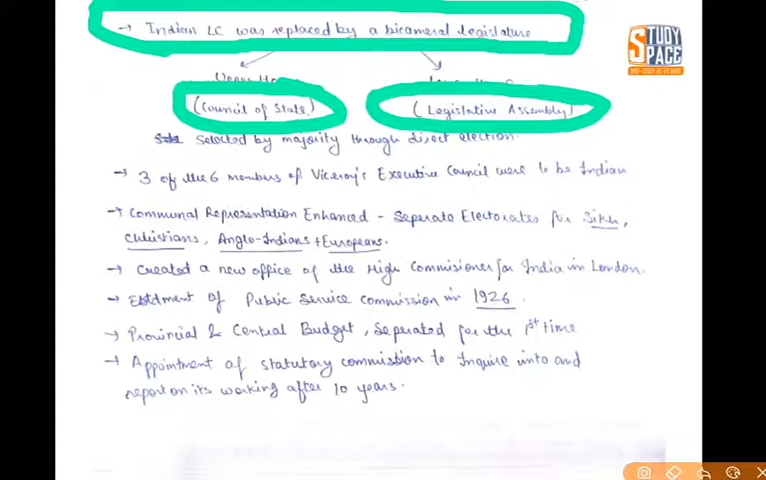 → Indian LC was replaced by a bicameral legislature
STUDY
SPACE
(Council of State)
(Legislative Assembly)
Selected by majority through direct election.
→ 3 of the 6 members of Viceroy's Executive Council were to be Indian
→ Communal Representation Enhanced - Separate Electorates for Sikh,
Christians, Anglo-Indians + Europeans.
→ Created a new office of the High Commisioner for India in London.
→ Estdment of Public Service Commission in 1926.
→ Provincial & Central Budget, Seperated for the 1st time
→ Appointment of statutory commission to Inquire into and
report on its working after 10 years.